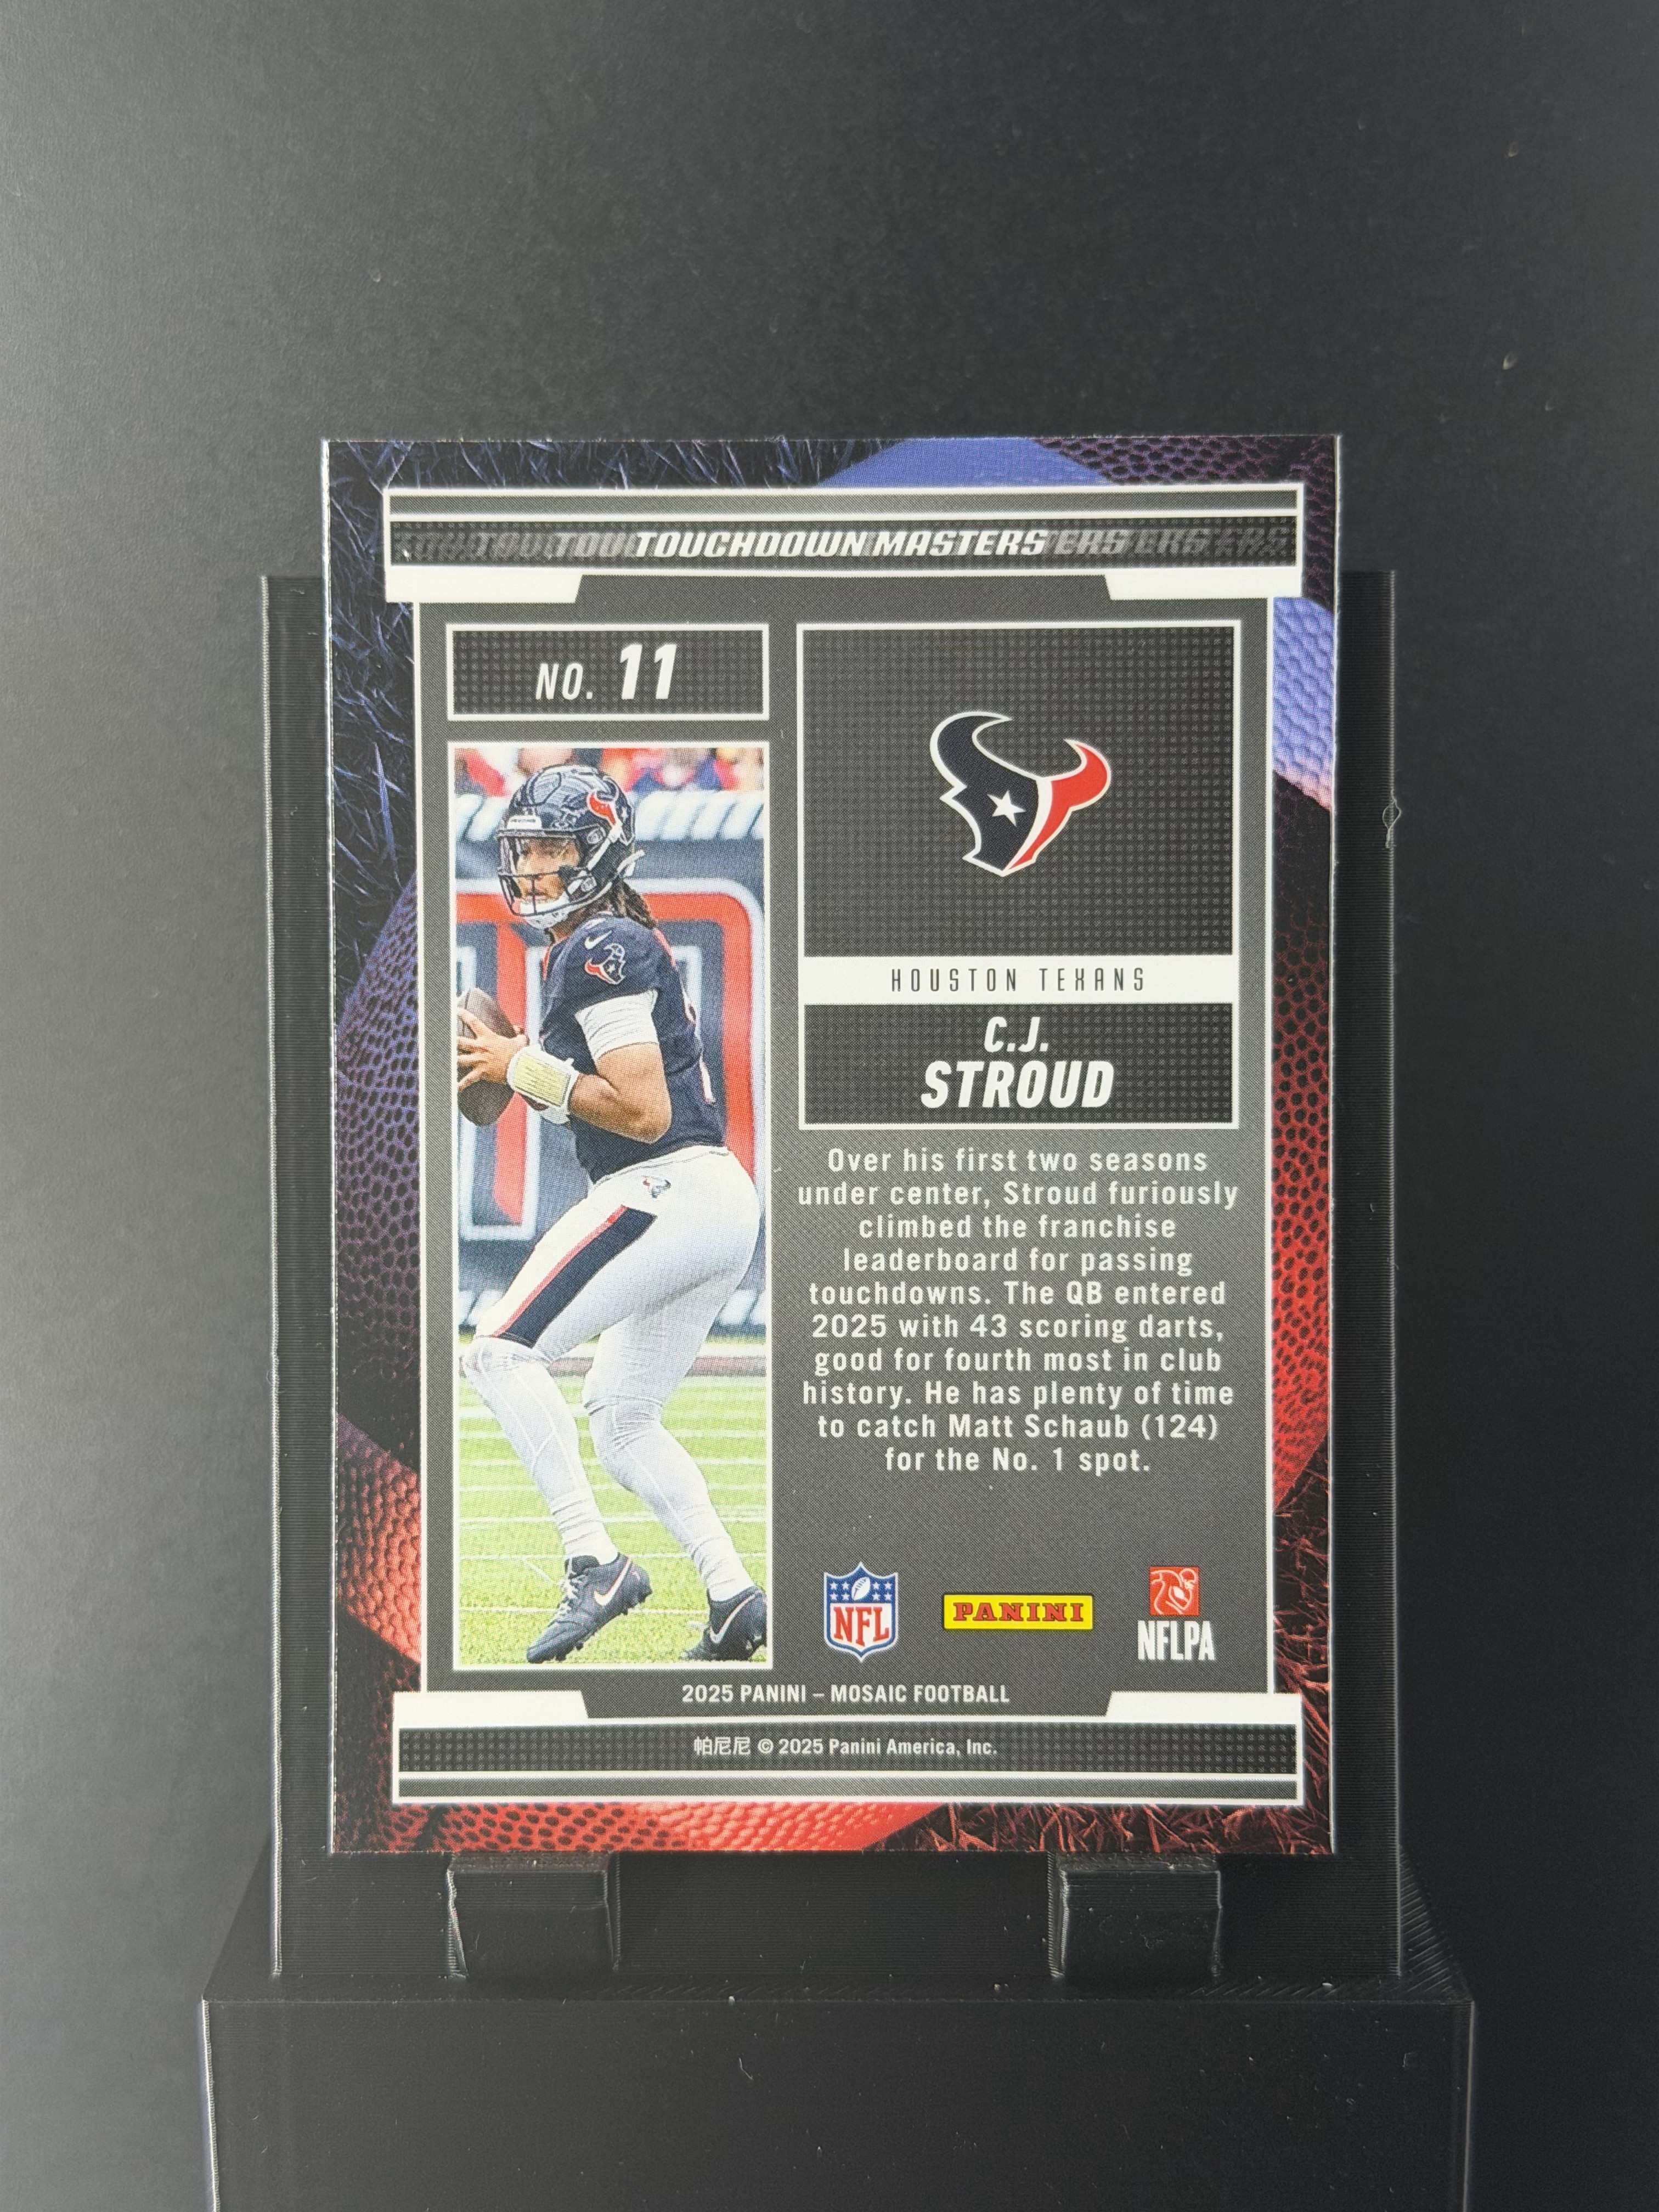 TOUCHDOWN MASTERS
NO. 11
HOUSTON TEXANS
C.J.
STROUD
Over his first two seasons
under center, Stroud furiously
climbed the franchise
leaderboard for passing
touchdowns. The QB entered
2025 with 43 scoring darts,
good for fourth most in club
history. He has plenty of time
to catch Matt Schaub (124)
for the No. 1 spot.
NFL
PANINI
NFLPA
2025 PANINI – MOSAIC FOOTBALL
帕尼尼 © 2025 Panini America, Inc.